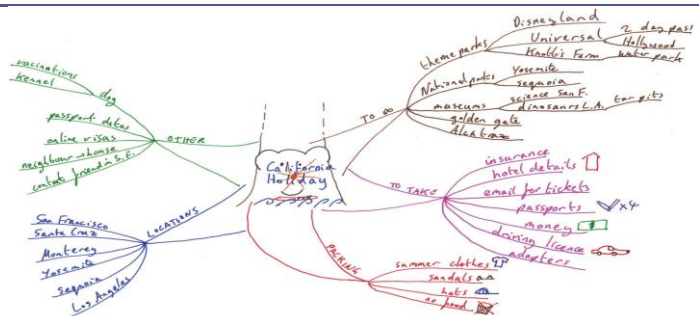 California
Holiday
TO DO
theme parks
Disneyland
Universal
2 day pass
Hollywood
Knott's Farm
water park
National parks
Yosemite
sequoia
museums
science San F.
dinosaurs L.A.
tar pits
golden gate
Alcatraz
TO TAKE
insurance
hotel details
email for tickets
passports
x4
money
driving licence
adapters
PACKING
summer clothes
sandals
hats
no food
LOCATIONS
San Francisco
Santa Cruz
Monterey
Yosemite
sequoia
Los Angeles
OTHER
dog
vaccinations
kennel
passport dates
online visas
neighbour → house
contact friend in S.F.